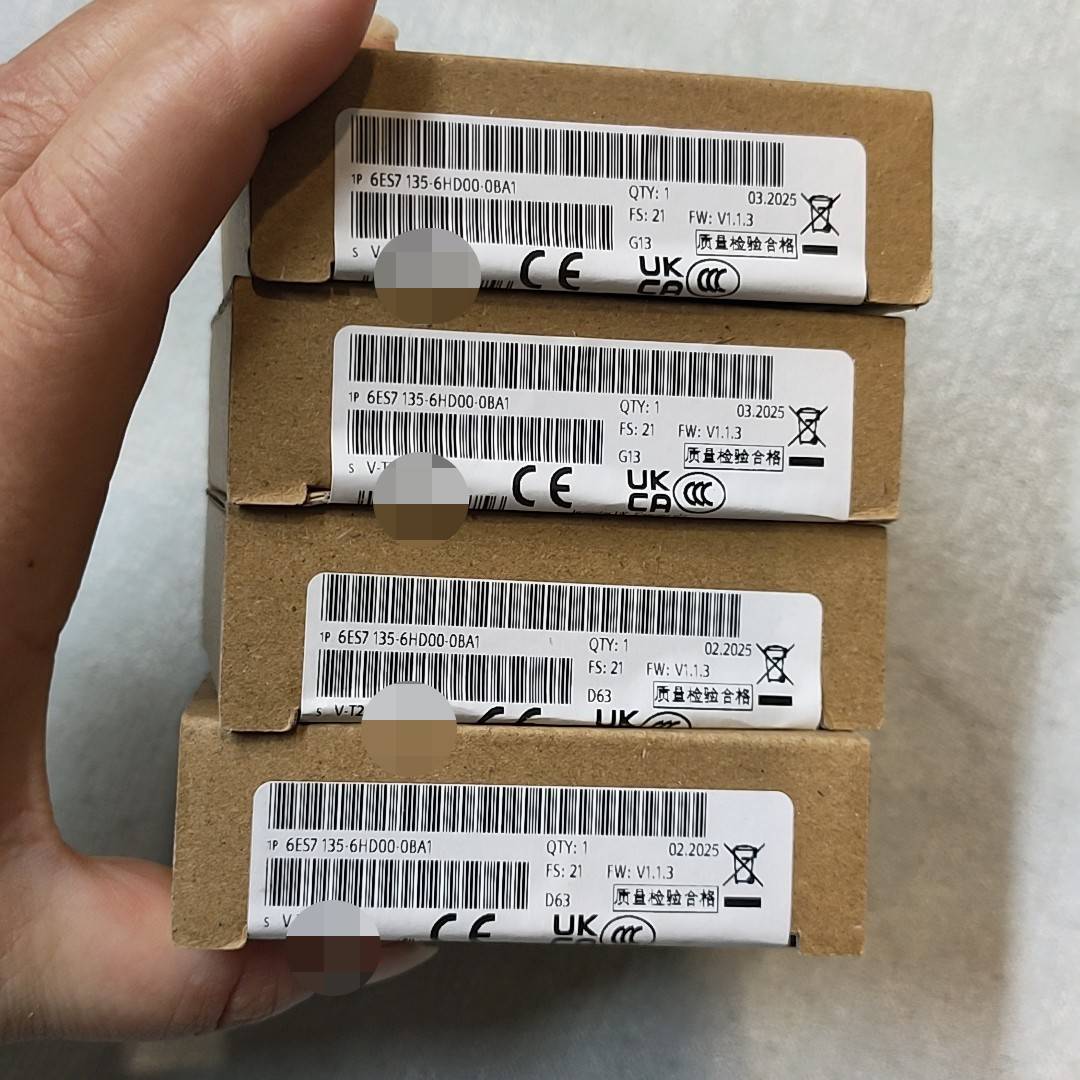 1P 6ES7 135-6HD00-0BA1
QTY: 1
03.2025
FS: 21
FW: V1.1.3
G13
质量检验合格
S V
CE
UK
CA
CCC
1P 6ES7 135-6HD00-0BA1
QTY: 1
03.2025
FS: 21
FW: V1.1.3
G13
质量检验合格
S V-T
CE
UK
CA
CCC
1P 6ES7 135-6HD00-0BA1
QTY: 1
02.2025
FS: 21
FW: V1.1.3
D63
质量检验合格
S V-T2
CE
UK
1P 6ES7 135-6HD00-0BA1
QTY: 1
02.2025
FS: 21
FW: V1.1.3
D63
质量检验合格
S V-
CE
UK
CA
CCC